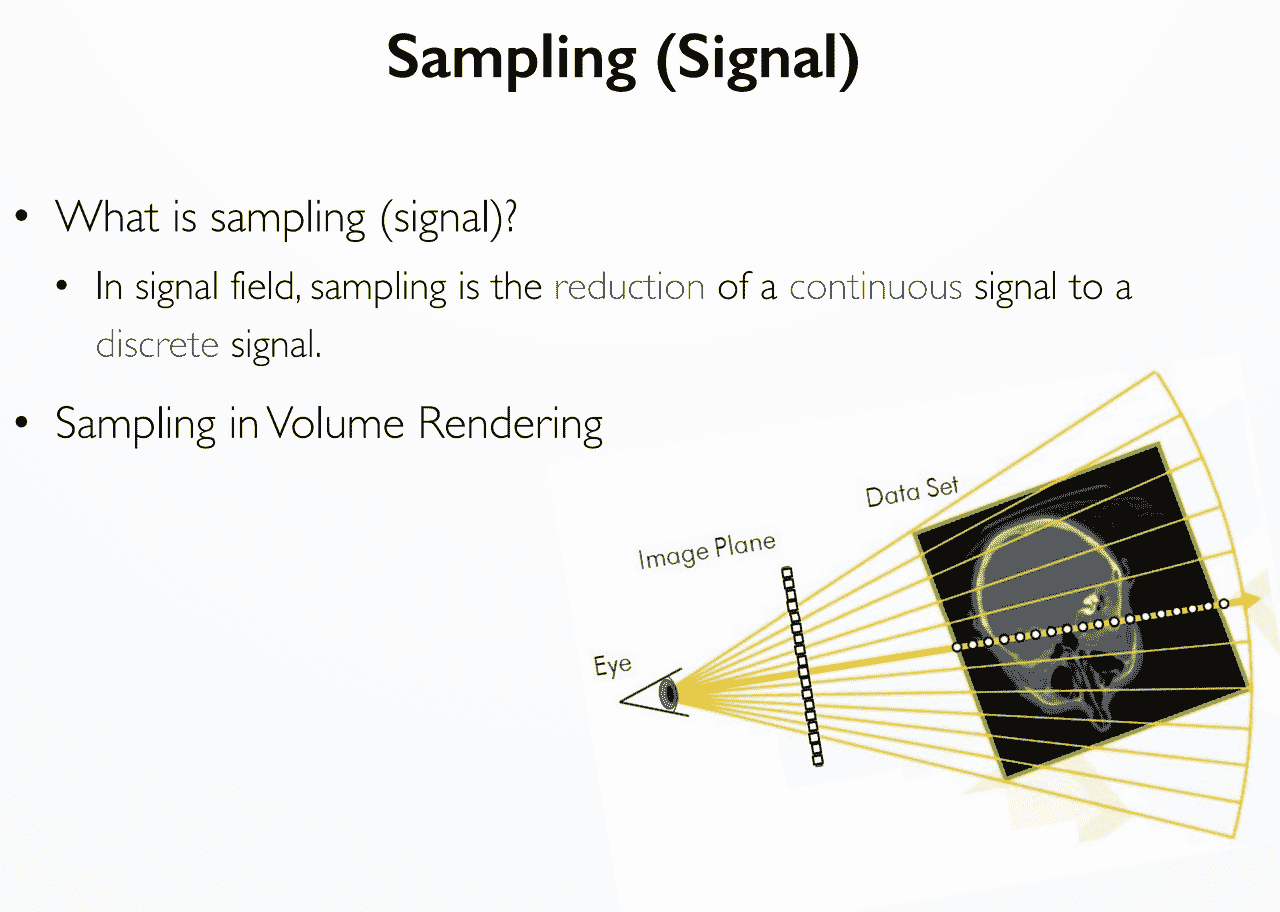 Sampling (Signal)
• What is sampling (signal)?
• In signal field, sampling is the reduction of a continuous signal to a
discrete signal.
• Sampling in Volume Rendering
Data Set
Image Plane
Eye